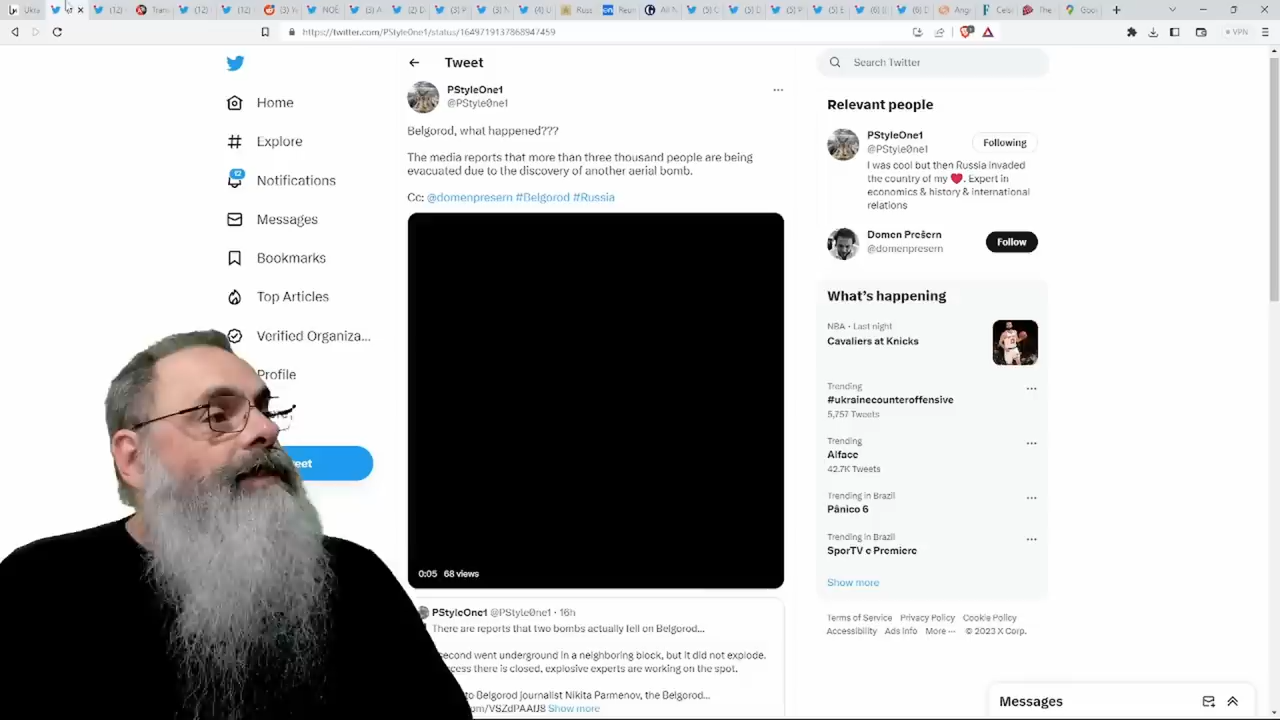 https://twitter.com/PStyle0ne1/status/1649719137868947459
VPN
Home
Explore
12
Notifications
Messages
Bookmarks
Top Articles
Verified Organiza...
Profile
Tweet
PStyleOne1
@PStyle0ne1
Belgorod, what happened???
The media reports that more than three thousand people are being
evacuated due to the discovery of another aerial bomb.
Cc: @domenpresern #Belgorod #Russia
0:05 68 views
PStyleOne1 @PStyle0ne1 · 16h
There are reports that two bombs actually fell on Belgorod...
second went underground in a neighboring block, but it did not explode.
there is closed, explosive experts are working on the spot.
to Belgorod journalist Nikita Parmenov, the Belgorod...
Show more
Search Twitter
Relevant people
PStyleOne1
@PStyle0ne1
Following
I was cool but then Russia invaded
the country of my ❤️. Expert in
economics & history & international
relations
Domen Prešern
@domenpresern
Follow
What's happening
NBA · Last night
Cavaliers at Knicks
Trending
#ukrainecounteroffensive
5,757 Tweets
Trending
Alface
42.7K Tweets
Trending in Brazil
Pânico 6
Trending in Brazil
SporTV e Premiere
Show more
Terms of Service Privacy Policy Cookie Policy
Accessibility Ads Info More ··· © 2023 X Corp.
Messages